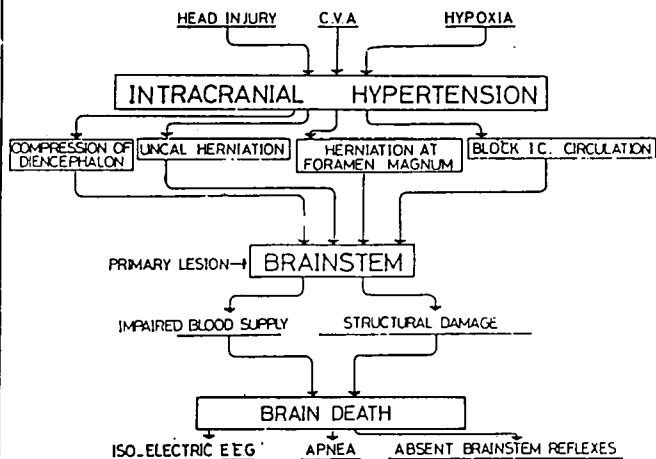 HEAD INJURY C.V.A HYPOXIA
INTRACRANIAL HYPERTENSION
COMPRESSION OF DIENCEPHALON
UNCAL HERNIATION
HERNIATION AT FORAMEN MAGNUM
BLOCK I.C. CIRCULATION
PRIMARY LESION
BRAINSTEM
IMPAIRED BLOOD SUPPLY STRUCTURAL DAMAGE
BRAIN DEATH
ISO-ELECTRIC EEG APNEA ABSENT BRAINSTEM REFLEXES